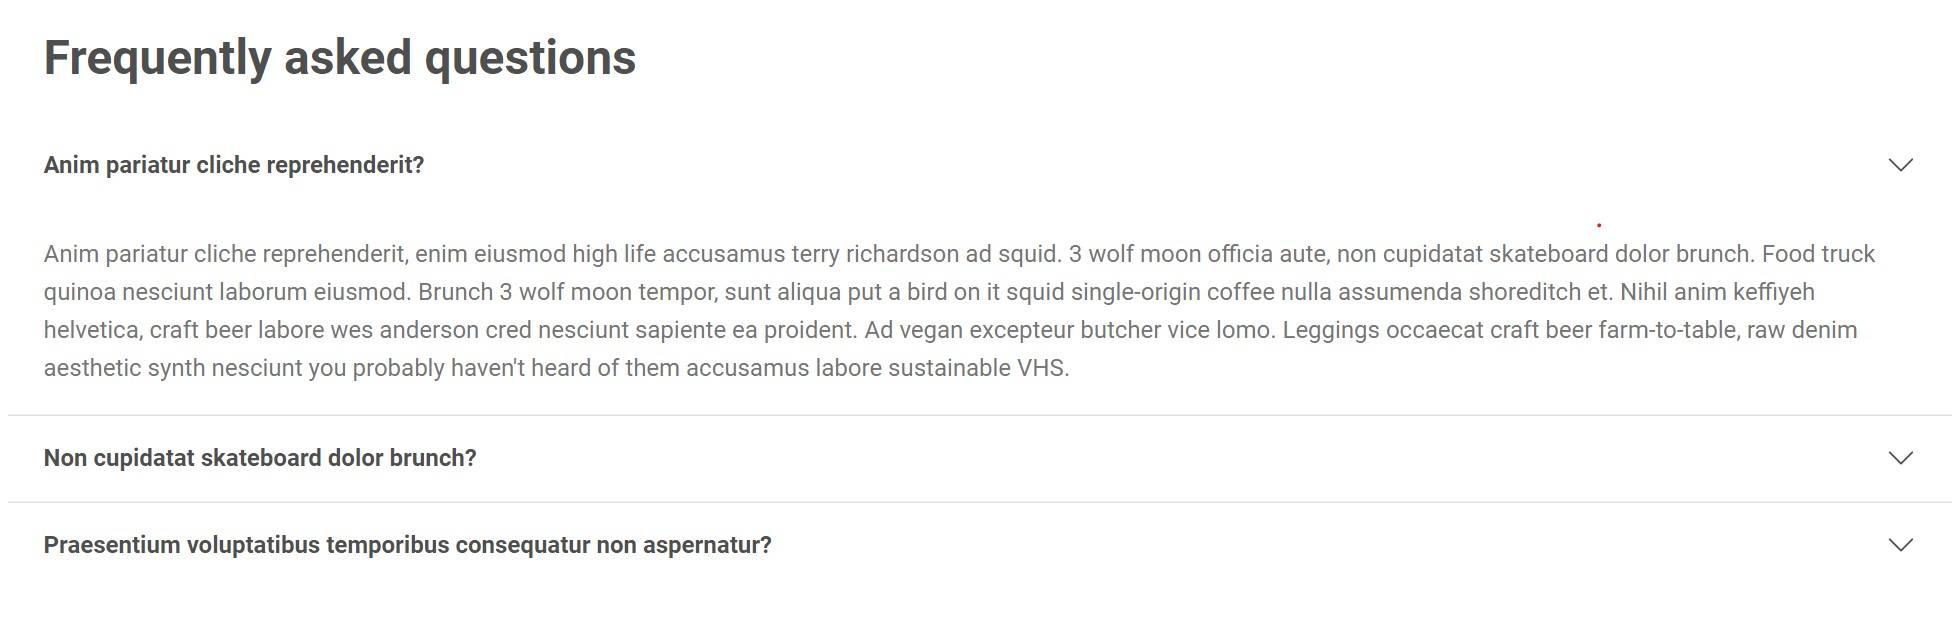 Frequently asked questions
Anim pariatur cliche reprehenderit?
Anim pariatur cliche reprehenderit, enim eiusmod high life accusamus terry richardson ad squid. 3 wolf moon officia aute, non cupidatat skateboard dolor brunch. Food truck
quinoa nesciunt laborum eiusmod. Brunch 3 wolf moon tempor, sunt aliqua put a bird on it squid single-origin coffee nulla assumenda shoreditch et. Nihil anim keffiyeh
helvetica, craft beer labore wes anderson cred nesciunt sapiente ea proident. Ad vegan excepteur butcher vice lomo. Leggings occaecat craft beer farm-to-table, raw denim
aesthetic synth nesciunt you probably haven't heard of them accusamus labore sustainable VHS.
Non cupidatat skateboard dolor brunch?
Praesentium voluptatibus temporibus consequatur non aspernatur?